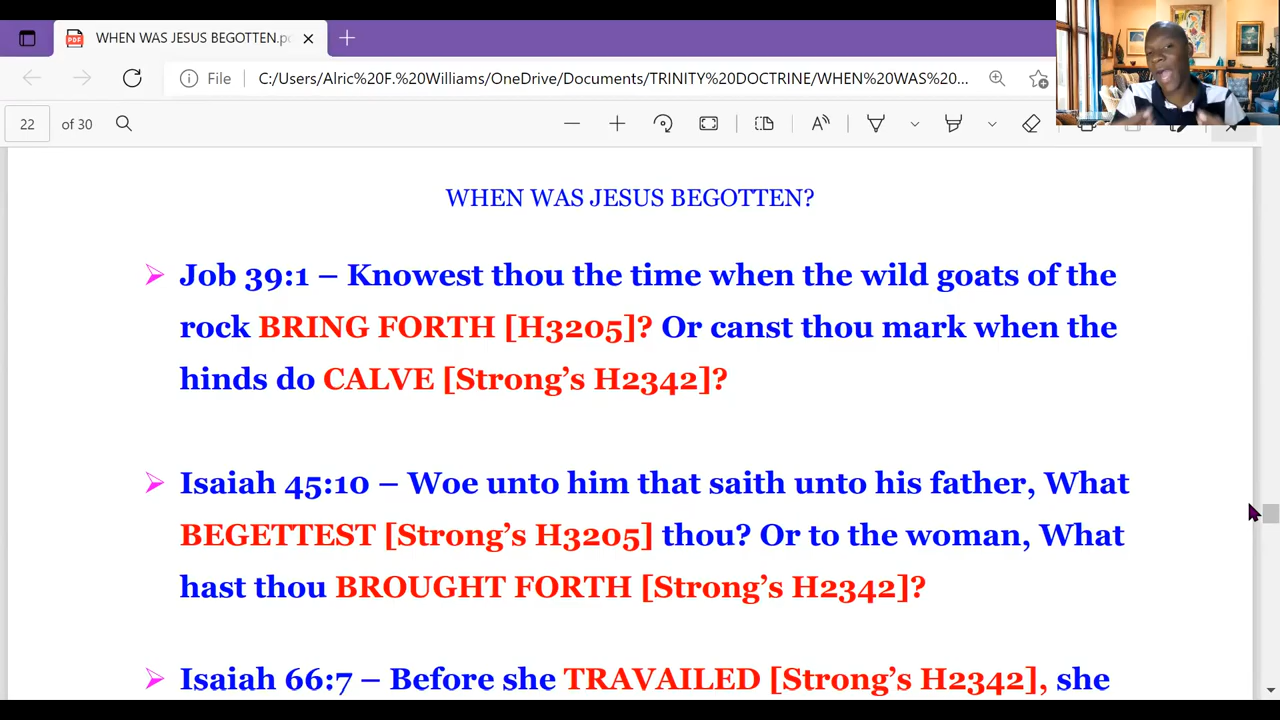 WHEN WAS JESUS BEGOTTEN.p
File
C:/Users/Alric%20F.%20Williams/OneDrive/Documents/TRINITY%20DOCTRINE/WHEN%20WAS%20...
22 of 30
WHEN WAS JESUS BEGOTTEN?
➢ Job 39:1 – Knowest thou the time when the wild goats of the
rock BRING FORTH [H3205]? Or canst thou mark when the
hinds do CALVE [Strong’s H2342]?
➢ Isaiah 45:10 – Woe unto him that saith unto his father, What
BEGETTEST [Strong’s H3205] thou? Or to the woman, What
hast thou BROUGHT FORTH [Strong’s H2342]?
➢ Isaiah 66:7 – Before she TRAVAILED [Strong’s H2342], she